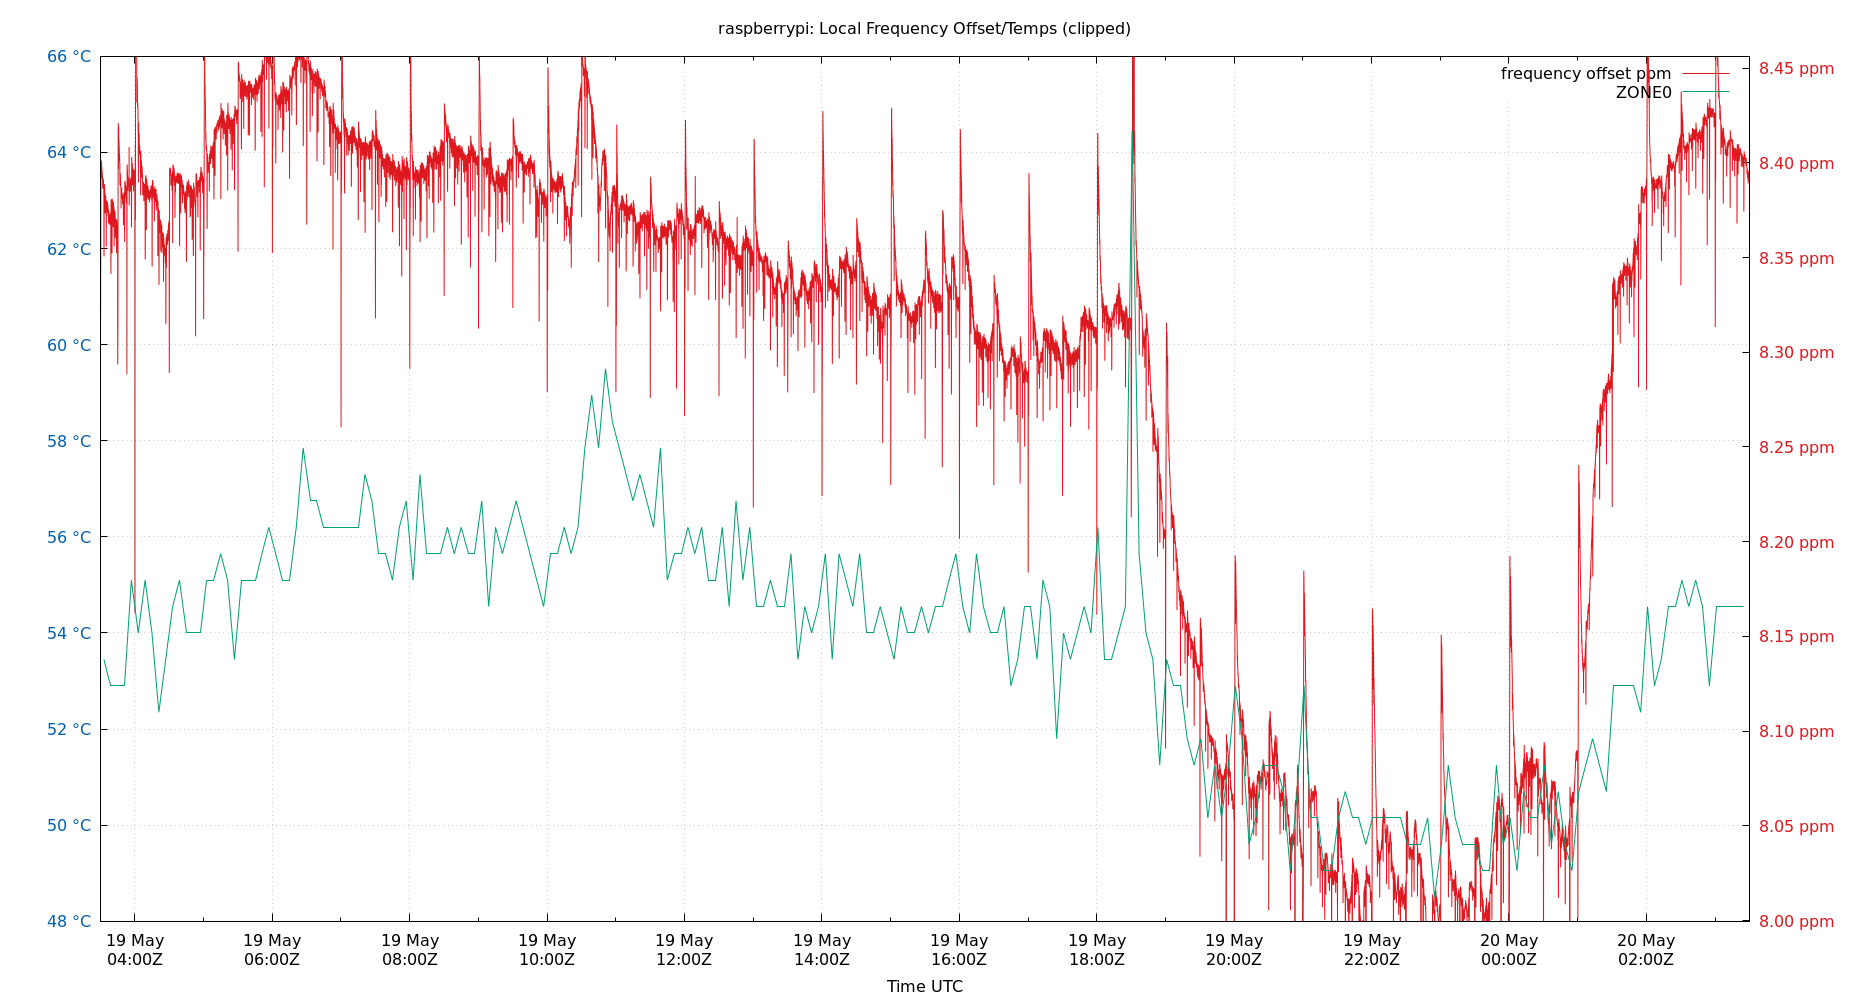 raspberrypi: Local Frequency Offset/Temps (clipped)
frequency offset ppm
ZONE0
66 °C
64 °C
62 °C
60 °C
58 °C
56 °C
54 °C
52 °C
50 °C
48 °C
8.45 ppm
8.40 ppm
8.35 ppm
8.30 ppm
8.25 ppm
8.20 ppm
8.15 ppm
8.10 ppm
8.05 ppm
8.00 ppm
19 May
04:00Z
19 May
06:00Z
19 May
08:00Z
19 May
10:00Z
19 May
12:00Z
19 May
14:00Z
19 May
16:00Z
19 May
18:00Z
19 May
20:00Z
19 May
22:00Z
20 May
00:00Z
20 May
02:00Z
Time UTC